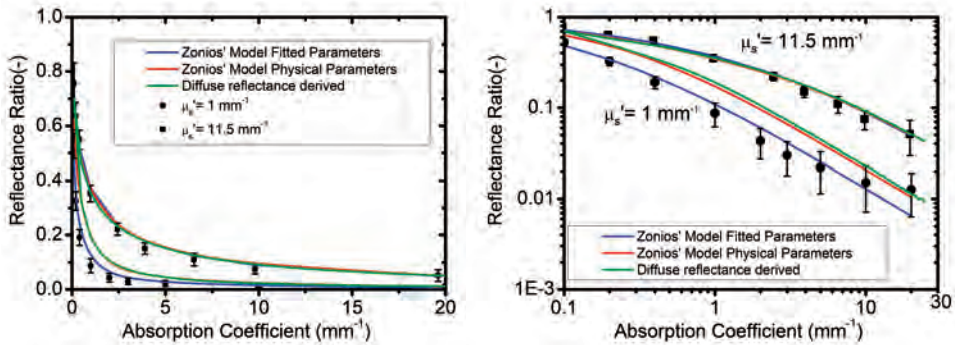 1.0
0.8
0.6
0.4
0.2
0.0
Reflectance Ratio(-)
Zonios' Model Fitted Parameters
Zonios' Model Physical Parameters
Diffuse reflectance derived
μs'= 1 mm-1
μs'= 11.5 mm-1
0 5 10 15 20
Absorption Coefficient (mm-1)
1
0.1
0.01
1E-3
Reflectance Ratio(-)
μs'= 11.5 mm-1
μs'= 1 mm-1
Zonios' Model Fitted Parameters
Zonios' Model Physical Parameters
Diffuse reflectance derived
0.1 1 10 30
Absorption Coefficient (mm-1)